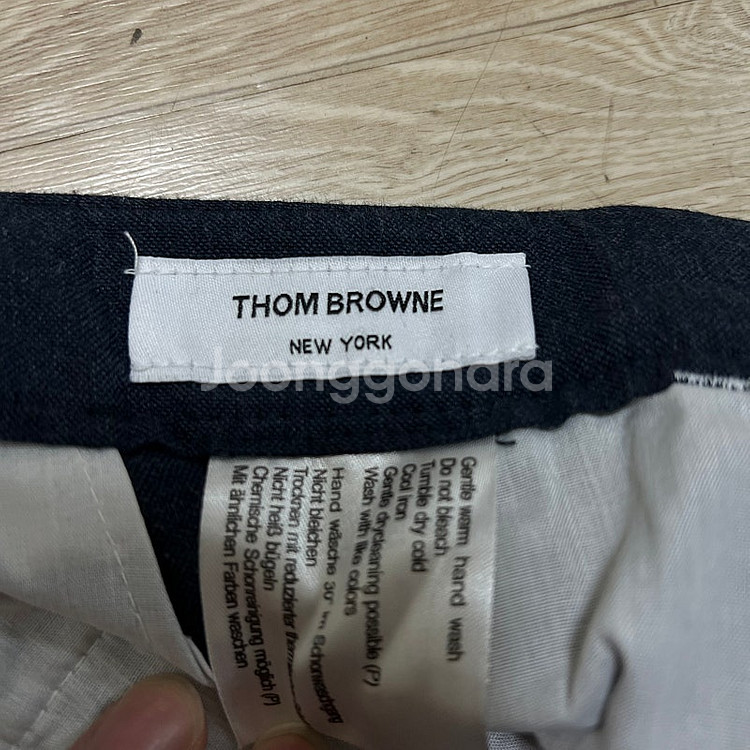 THOM BROWNE
NEW YORK
Joonggonara
Gentle warm hand wash
Do not bleach
Tumble dry cold
Cool iron
Gentle drycleaning possible (P)
Wash with like colors
Hand wäsche 30° im Schonwaschgang
Nicht bleichen
Trocknen mit reduzierter
Nicht heiß bügeln
Chemische Schonreinigung möglich (P)
Mit ähnlichen Farben waschen